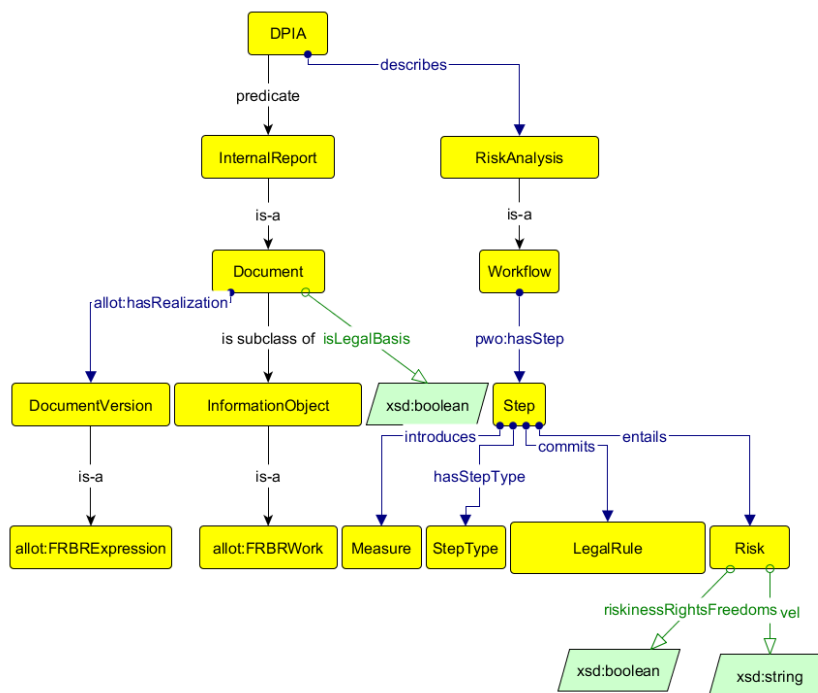 DPIA
describes
predicate
InternalReport
RiskAnalysis
is-a
is-a
Document
Workflow
allot:hasRealization
is subclass of
isLegalBasis
pwo:hasStep
DocumentVersion
InformationObject
xsd:boolean
Step
introduces
commits
entails
is-a
is-a
hasStepType
allot:FRBRExpression
allot:FRBRWork
Measure
StepType
LegalRule
Risk
riskinessRightsFreedoms
vel
xsd:boolean
xsd:string